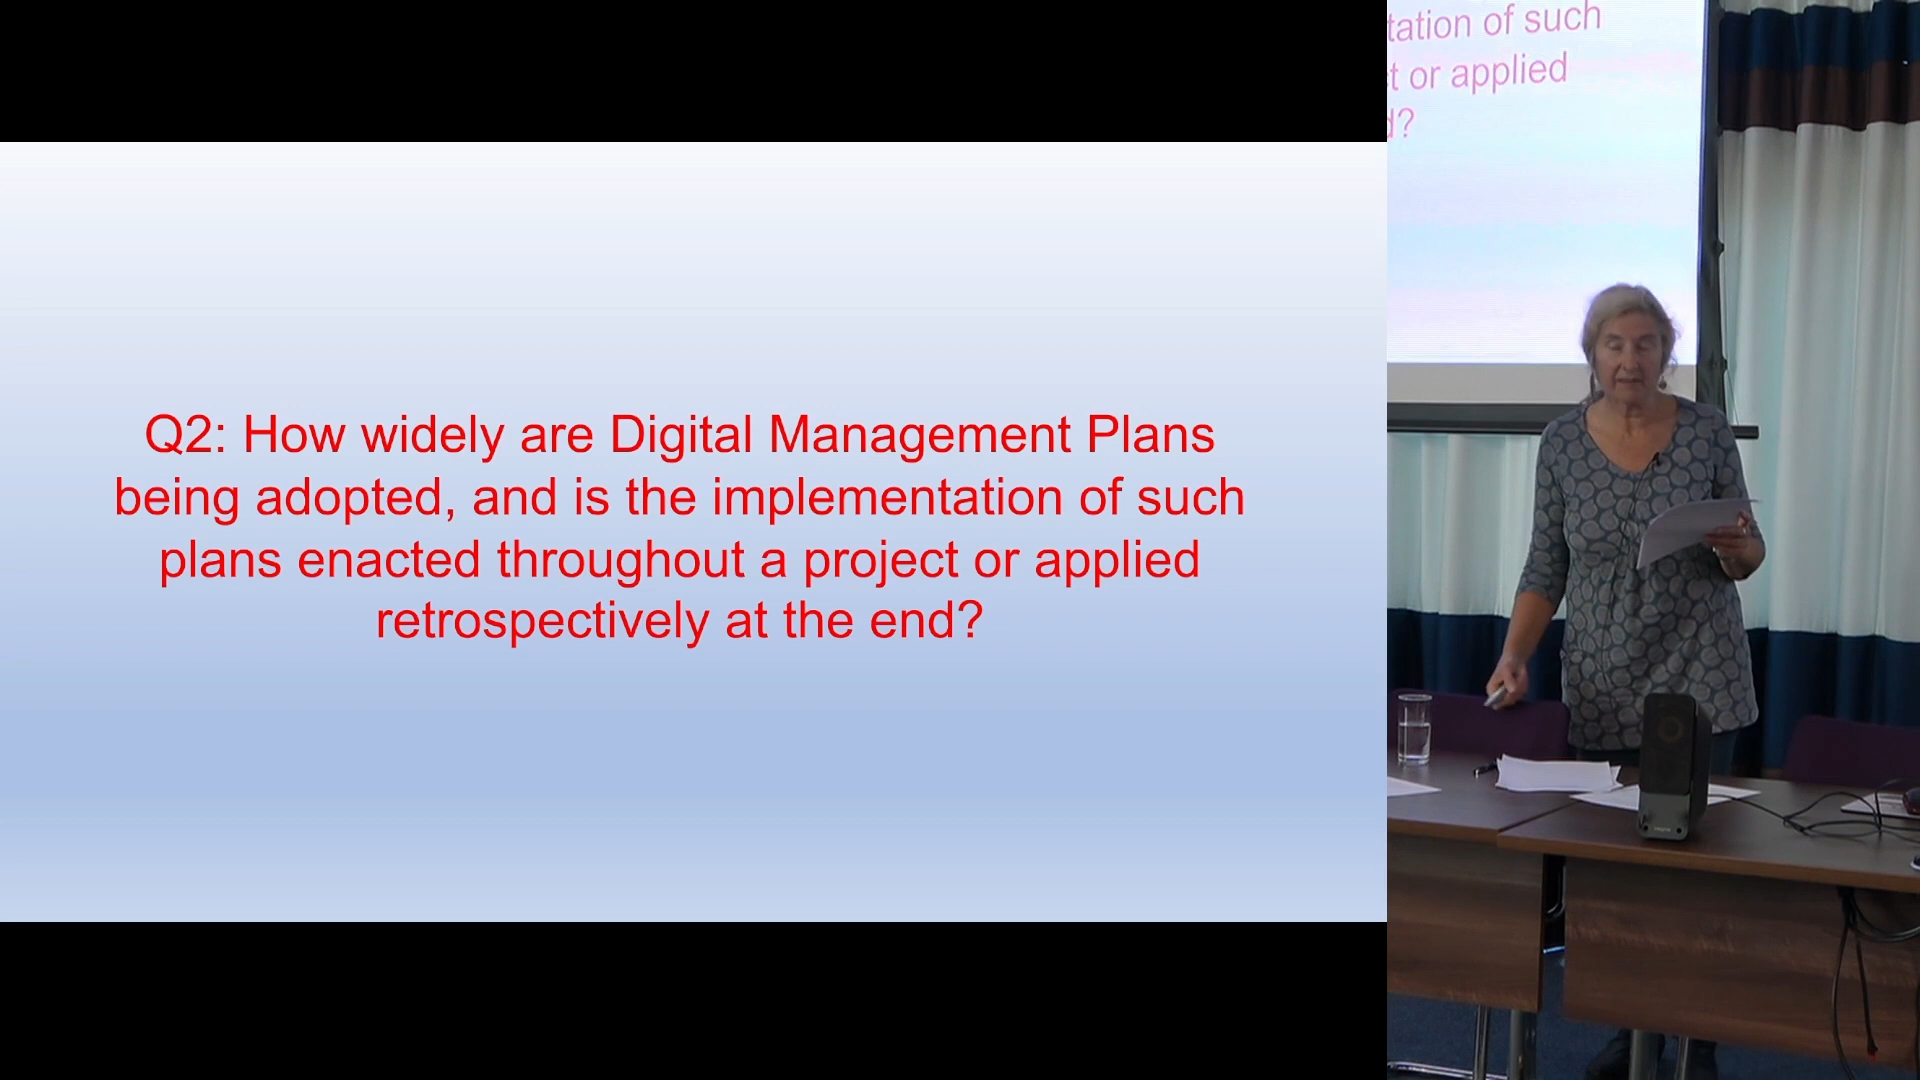 Q2: How widely are Digital Management Plans
being adopted, and is the implementation of such
plans enacted throughout a project or applied
retrospectively at the end?
tation of such
t or applied
d?